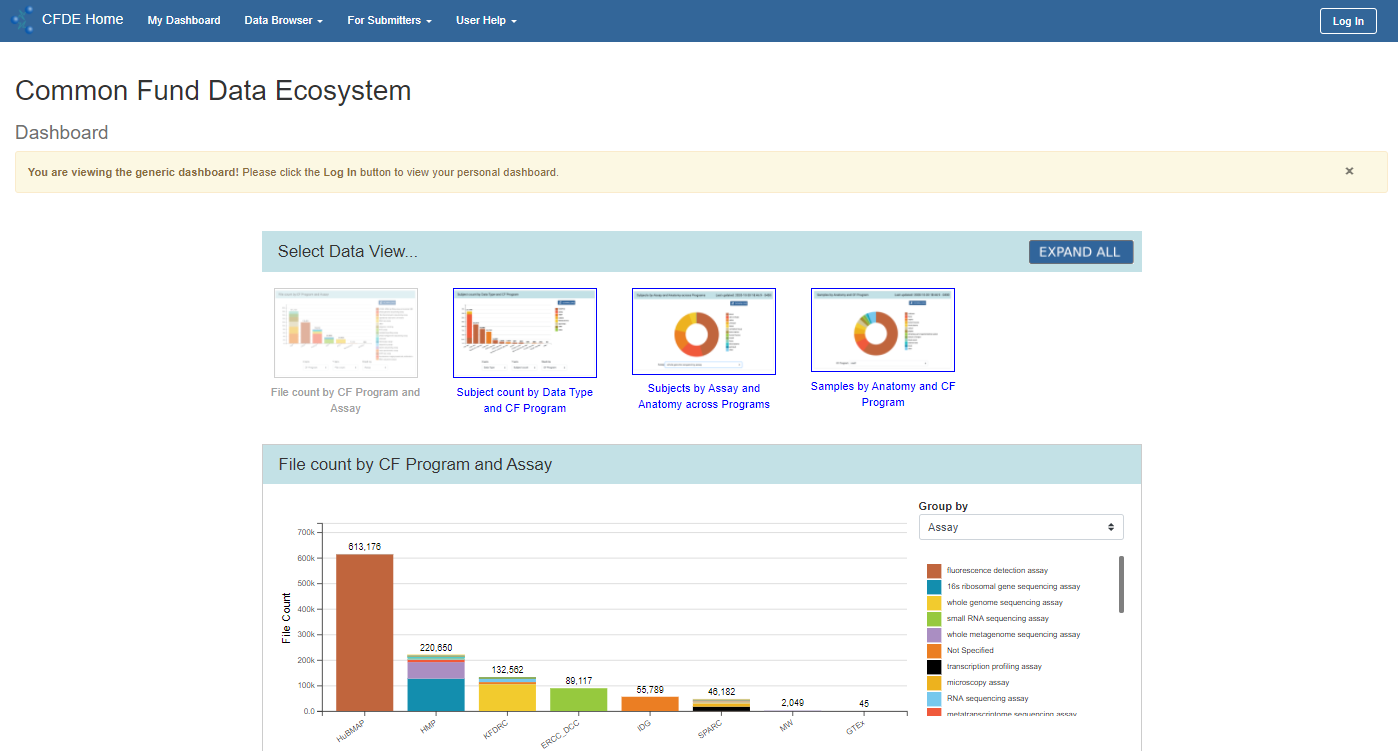 CFDE Home My Dashboard Data Browser For Submitters User Help Log In
Common Fund Data Ecosystem
Dashboard
You are viewing the generic dashboard! Please click the Log In button to view your personal dashboard. ×
Select Data View... EXPAND ALL
File count by CF Program and
Assay
Subject count by Data Type
and CF Program
Subjects by Assay and
Anatomy across Programs
Samples by Anatomy and CF
Program
File count by CF Program and Assay
Group by
Assay
File Count
700k
600k
500k
400k
300k
200k
100k
0.0
613,176
220,650
132,562
89,117
55,789
46,182
2,049
45
HuBMAP
HMP
KFDRC
ERCC_DCC
IDG
SPARC
MW
GTEx
fluorescence detection assay
16s ribosomal gene sequencing assay
whole genome sequencing assay
small RNA sequencing assay
whole metagenome sequencing assay
Not Specified
transcription profiling assay
microscopy assay
RNA sequencing assay
metatranscriptome sequencing assay